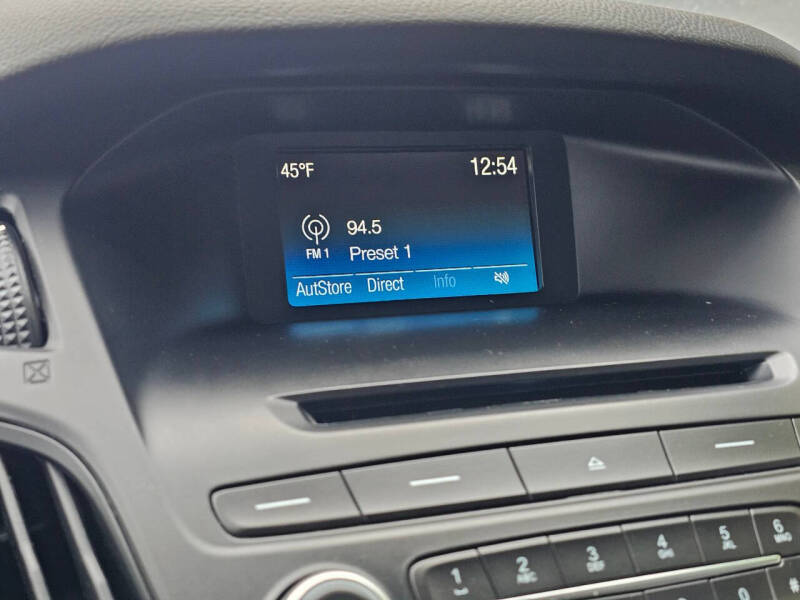 45°F 12:54
94.5
FM 1 Preset 1
AutStore Direct Info
1 2 ABC 3 DEF 4 GHI 5 JKL 6 MNO
0 #